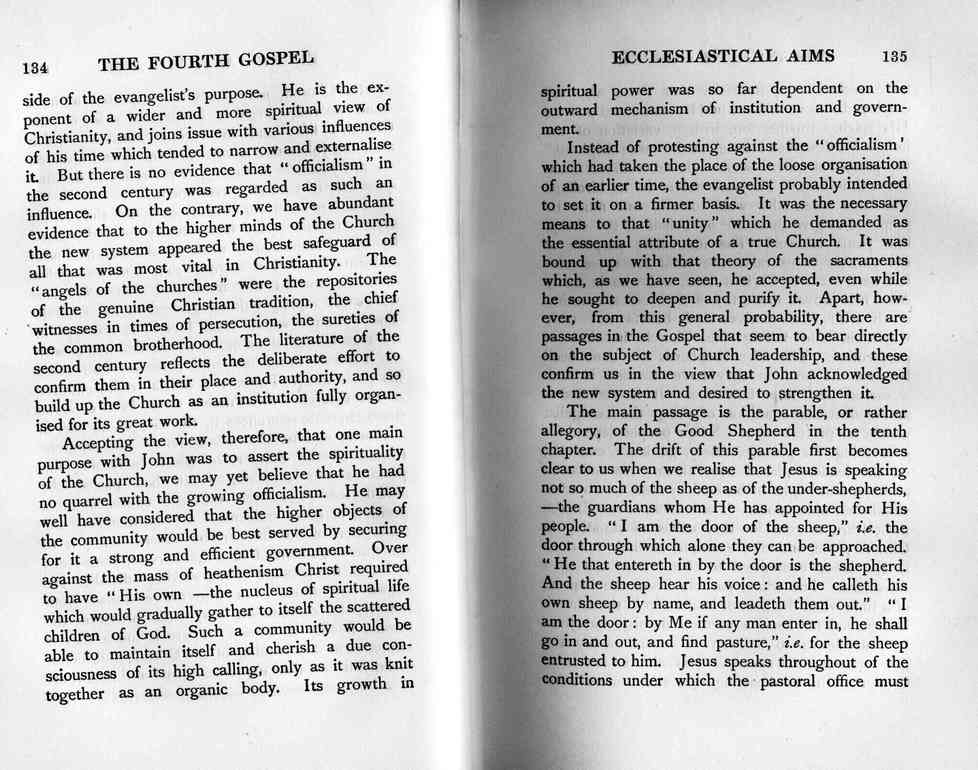 134 THE FOURTH GOSPEL
side of the evangelist's purpose. He is the ex-
ponent of a wider and more spiritual view of
Christianity, and joins issue with various influences
of his time which tended to narrow and externalise
it. But there is no evidence that "officialism" in
the second century was regarded as such an
influence. On the contrary, we have abundant
evidence that to the higher minds of the Church
the new system appeared the best safeguard of
all that was most vital in Christianity. The
"angels of the churches" were the repositories
of the genuine Christian tradition, the chief
witnesses in times of persecution, the sureties of
the common brotherhood. The literature of the
second century reflects the deliberate effort to
confirm them in their place and authority, and so
build up the Church as an institution fully organ-
ised for its great work.
Accepting the view, therefore, that one main
purpose with John was to assert the spirituality
of the Church, we may yet believe that he had
no quarrel with the growing officialism. He may
well have considered that the higher objects of
the community would be best served by securing
for it a strong and efficient government. Over
against the mass of heathenism Christ required
to have "His own —the nucleus of spiritual life
which would gradually gather to itself the scattered
children of God. Such a community would be
able to maintain itself and cherish a due con-
sciousness of its high calling, only as it was knit
together as an organic body. Its growth in
ECCLESIASTICAL AIMS 135
spiritual power was so far dependent on the
outward mechanism of institution and govern-
ment.
Instead of protesting against the "officialism'
which had taken the place of the loose organisation
of an earlier time, the evangelist probably intended
to set it on a firmer basis. It was the necessary
means to that "unity" which he demanded as
the essential attribute of a true Church. It was
bound up with that theory of the sacraments
which, as we have seen, he accepted, even while
he sought to deepen and purify it. Apart, how-
ever, from this general probability, there are
passages in the Gospel that seem to bear directly
on the subject of Church leadership, and these
confirm us in the view that John acknowledged
the new system and desired to strengthen it.
The main passage is the parable, or rather
allegory, of the Good Shepherd in the tenth
chapter. The drift of this parable first becomes
clear to us when we realise that Jesus is speaking
not so much of the sheep as of the under-shepherds,
—the guardians whom He has appointed for His
people. "I am the door of the sheep," i.e. the
door through which alone they can be approached.
"He that entereth in by the door is the shepherd.
And the sheep hear his voice: and he calleth his
own sheep by name, and leadeth them out." "I
am the door: by Me if any man enter in, he shall
go in and out, and find pasture," i.e. for the sheep
entrusted to him. Jesus speaks throughout of the
conditions under which the pastoral office must